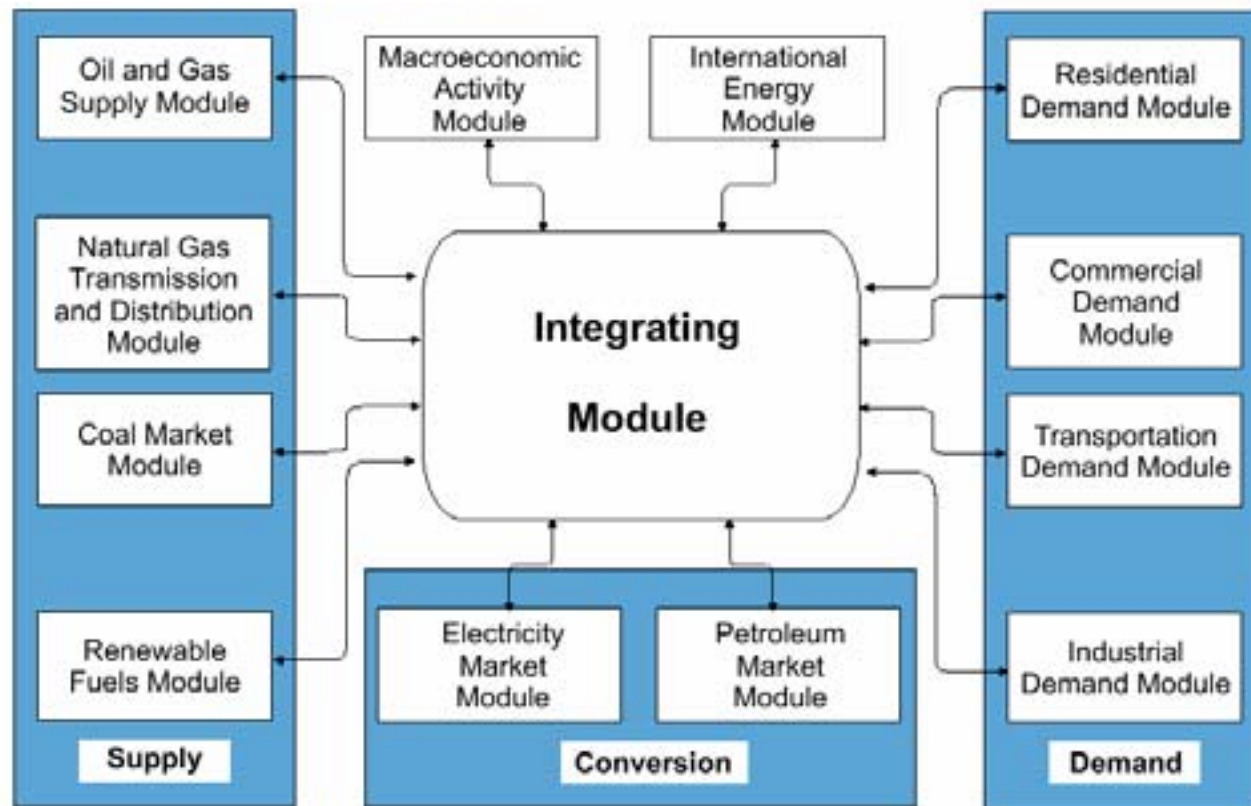 Oil and Gas
Supply Module
Natural Gas
Transmission
and Distribution
Module
Coal Market
Module
Renewable
Fuels Module
Supply
Macroeconomic
Activity
Module
International
Energy
Module
Integrating
Module
Electricity
Market
Module
Petroleum
Market
Module
Conversion
Residential
Demand Module
Commercial
Demand
Module
Transportation
Demand Module
Industrial
Demand Module
Demand